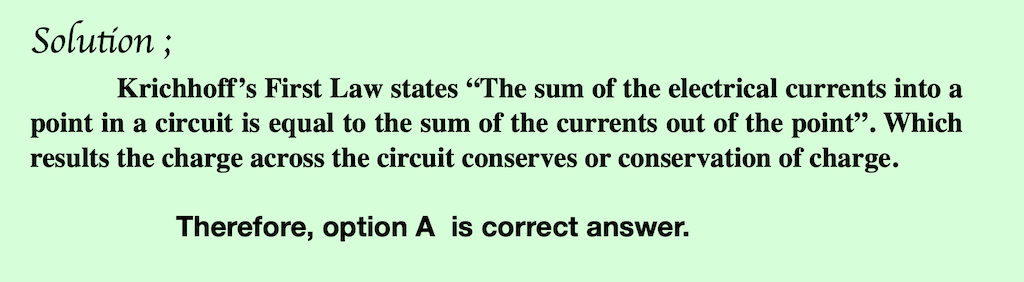 Solution ;
Krichhoff’s First Law states “The sum of the electrical currents into a
point in a circuit is equal to the sum of the currents out of the point”. Which
results the charge across the circuit conserves or conservation of charge.
Therefore, option A  is correct answer.